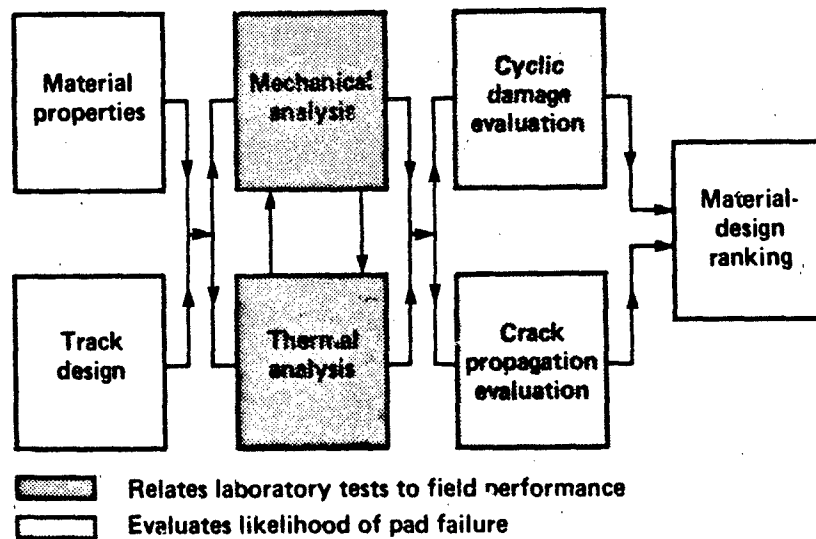 Material
properties
Mechanical
analysis
Cyclic
damage
evaluation
Material-
design
ranking
Track
design
Thermal
analysis
Crack
propagation
evaluation
Relates laboratory tests to field performance
Evaluates likelihood of pad failure